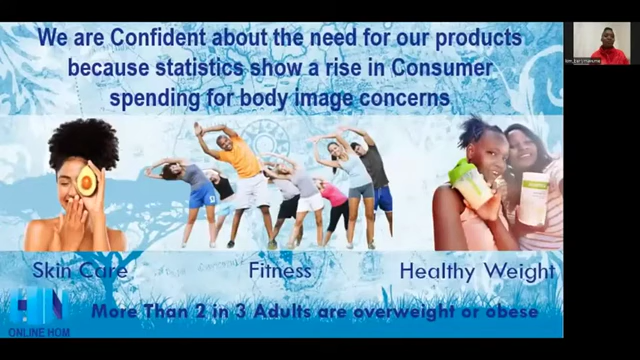 We are Confident about the need for our products
because statistics show a rise in Consumer
spending for body image concerns
Skin Care
Fitness
Healthy Weight
More Than 2 in 3 Adults are overweight or obese
ONLINE HOM